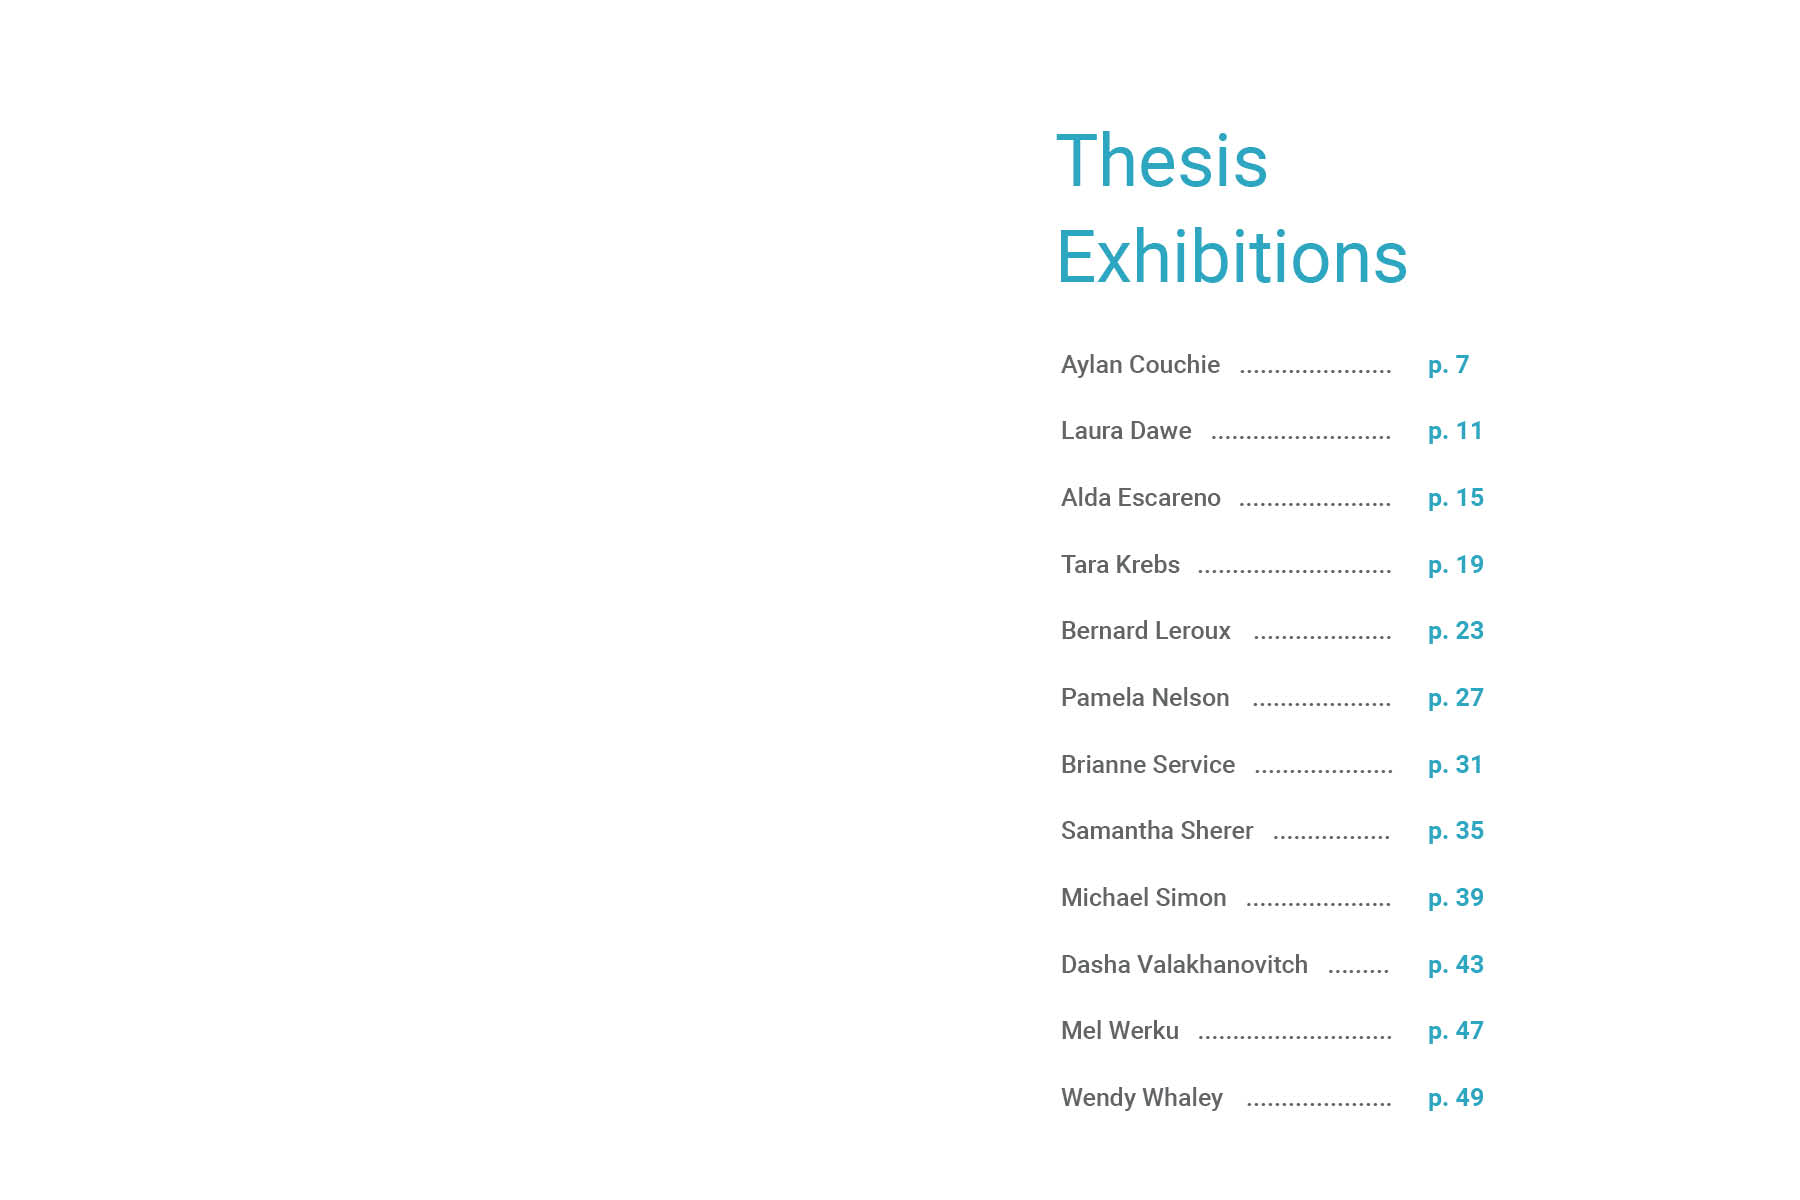 Thesis
Exhibitions
Aylan Couchie ...................... p. 7
Laura Dawe .......................... p. 11
Alda Escareno ...................... p. 15
Tara Krebs ............................ p. 19
Bernard Leroux .................... p. 23
Pamela Nelson .................... p. 27
Brianne Service .................... p. 31
Samantha Sherer ................. p. 35
Michael Simon ..................... p. 39
Dasha Valakhanovitch ......... p. 43
Mel Werku ............................ p. 47
Wendy Whaley ..................... p. 49